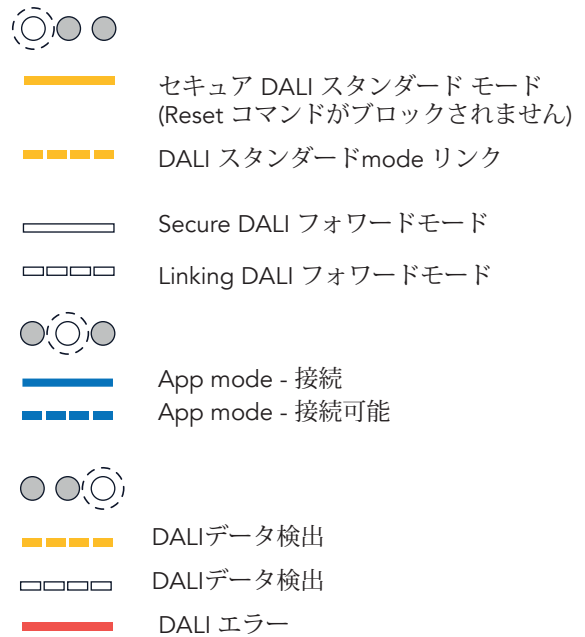 セキュア DALI スタンダード モード
(Reset コマンドがブロックされません)
DALI スタンダードmode リンク
Secure DALI フォワードモード
Linking DALI フォワードモード
App mode - 接続
App mode - 接続可能
DALIデータ検出
DALIデータ検出
DALI エラー